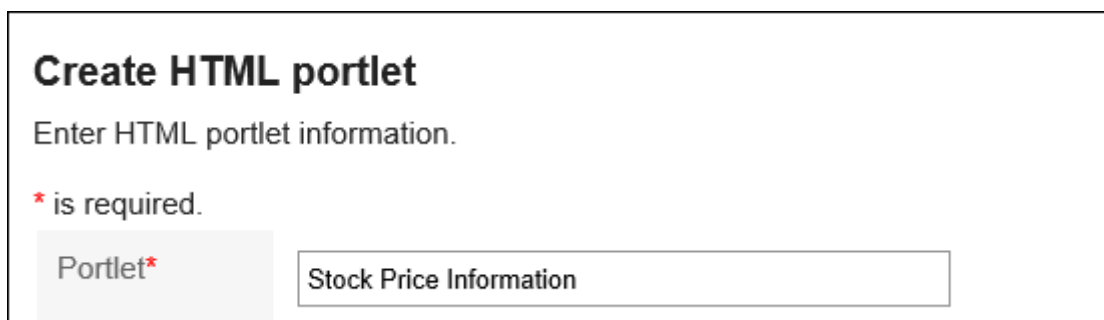 Create HTML portlet
Enter HTML portlet information.
* is required.
Portlet* Stock Price Information